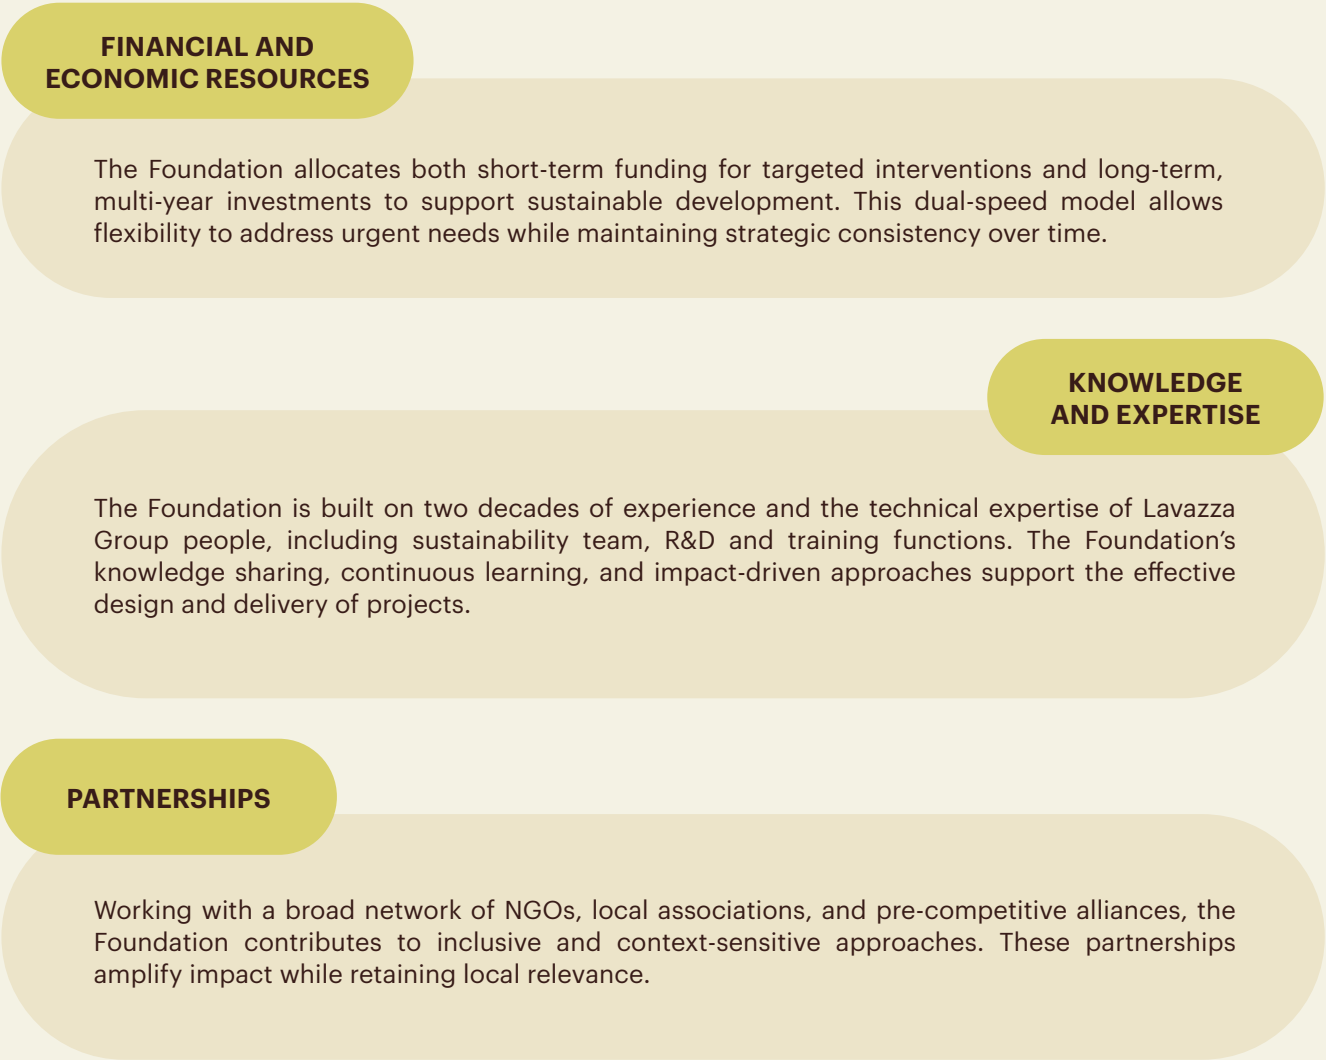 FINANCIAL AND
ECONOMIC RESOURCES
The Foundation allocates both short-term funding for targeted interventions and long-term,
multi-year investments to support sustainable development. This dual-speed model allows
flexibility to address urgent needs while maintaining strategic consistency over time.
KNOWLEDGE
AND EXPERTISE
The Foundation is built on two decades of experience and the technical expertise of Lavazza
Group people, including sustainability team, R&D and training functions. The Foundation’s
knowledge sharing, continuous learning, and impact-driven approaches support the effective
design and delivery of projects.
PARTNERSHIPS
Working with a broad network of NGOs, local associations, and pre-competitive alliances, the
Foundation contributes to inclusive and context-sensitive approaches. These partnerships
amplify impact while retaining local relevance.